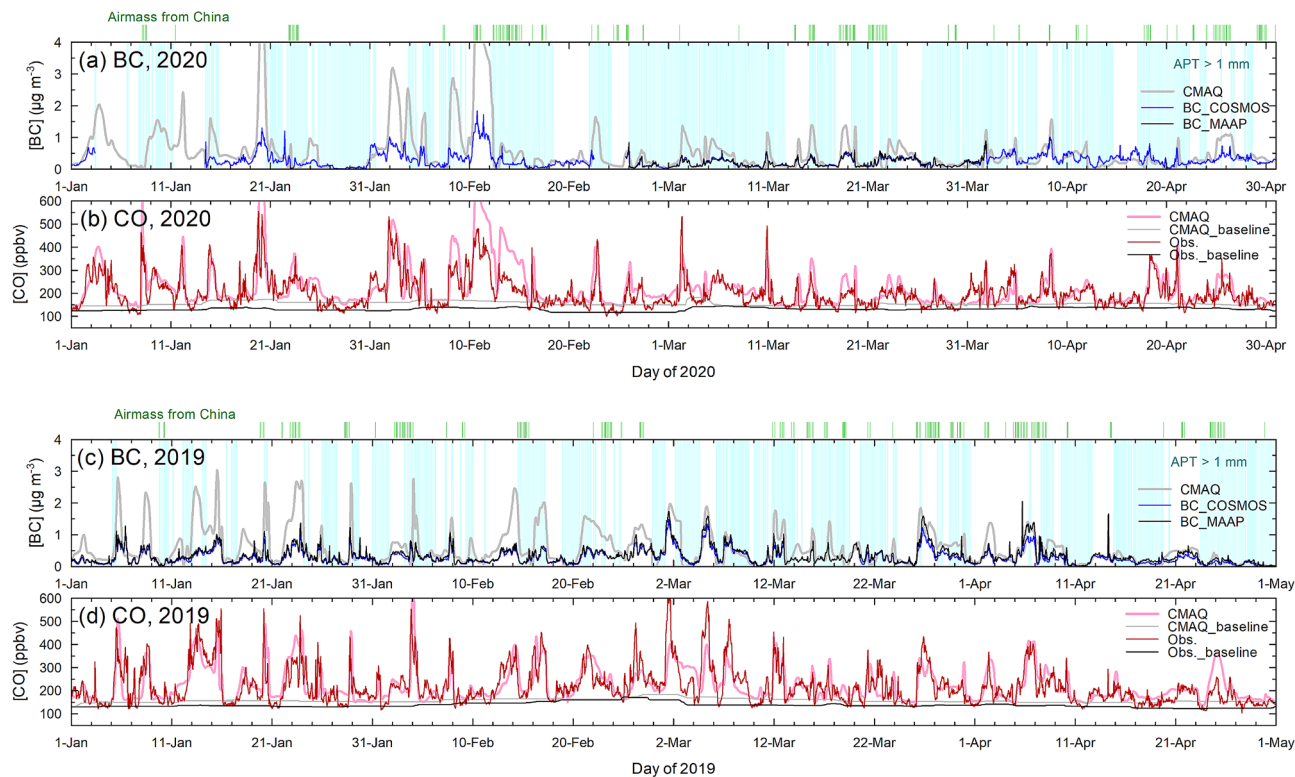 Airmass from China
(a) BC, 2020
APT > 1 mm
CMAQ
BC_COSMOS
BC_MAAP
[BC] (µg m⁻³)
4
3
2
1
0
1-Jan 11-Jan 21-Jan 31-Jan 10-Feb 20-Feb 1-Mar 11-Mar 21-Mar 31-Mar 10-Apr 20-Apr 30-Apr
(b) CO, 2020
CMAQ
CMAQ_baseline
Obs.
Obs._baseline
[CO] (ppbv)
600
500
400
300
200
100
1-Jan 11-Jan 21-Jan 31-Jan 10-Feb 20-Feb 1-Mar 11-Mar 21-Mar 31-Mar 10-Apr 20-Apr 30-Apr
Day of 2020
Airmass from China
(c) BC, 2019
APT > 1 mm
CMAQ
BC_COSMOS
BC_MAAP
[BC] (µg m⁻³)
4
3
2
1
0
1-Jan 11-Jan 21-Jan 31-Jan 10-Feb 20-Feb 2-Mar 12-Mar 22-Mar 1-Apr 11-Apr 21-Apr 1-May
(d) CO, 2019
CMAQ
CMAQ_baseline
Obs.
Obs._baseline
[CO] (ppbv)
600
500
400
300
200
100
1-Jan 11-Jan 21-Jan 31-Jan 10-Feb 20-Feb 2-Mar 12-Mar 22-Mar 1-Apr 11-Apr 21-Apr 1-May
Day of 2019